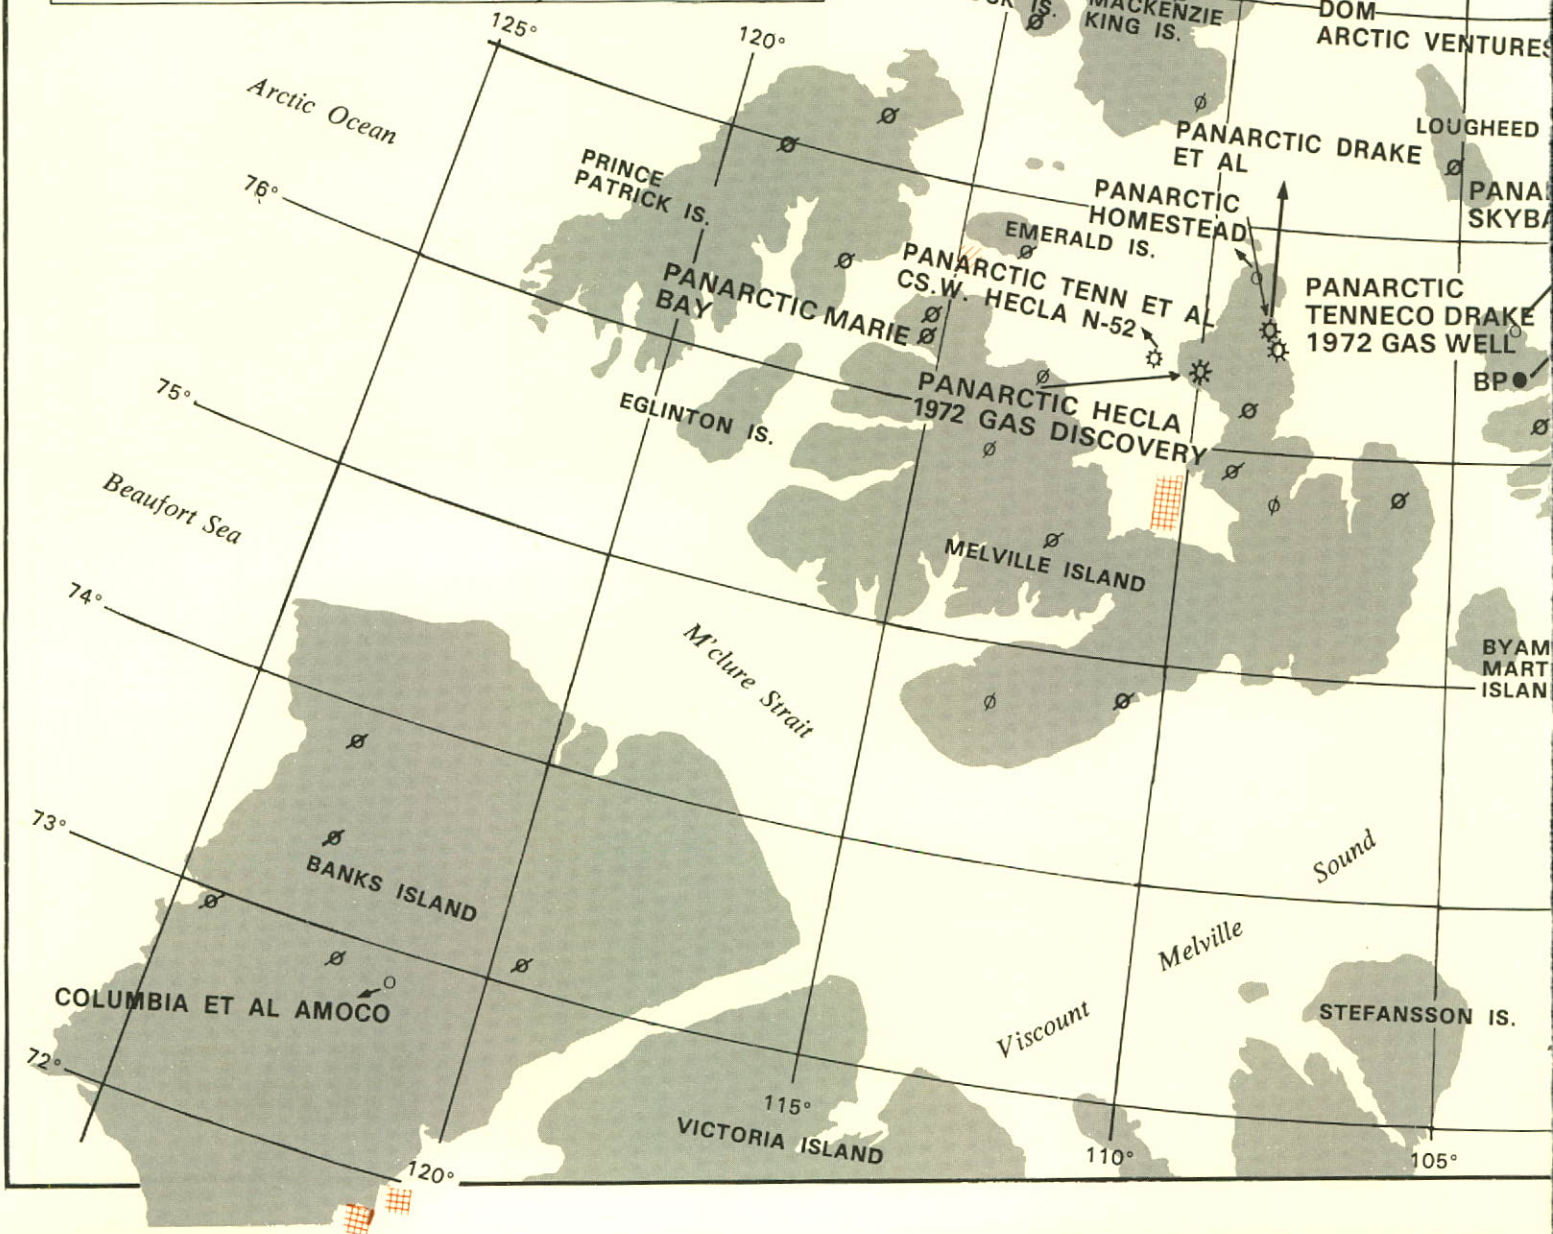 125°
120°
IS.
MACKENZIE
KING IS.
DOM
ARCTIC VENTURES
Arctic Ocean
LOUGHEED
PANARCTIC DRAKE
ET AL
76°
PRINCE
PATRICK IS.
PANARCTIC
HOMESTEAD
PANA
SKYBA
EMERALD IS.
PANARCTIC TENN ET AL
CS.W. HECLA N-52
PANARCTIC MARIE
BAY
PANARCTIC
TENNECO DRAKE
1972 GAS WELL
BP
75°
EGLINTON IS.
PANARCTIC HECLA
1972 GAS DISCOVERY
Beaufort Sea
MELVILLE ISLAND
74°
M'clure Strait
BYAM
MART
ISLAN
73°
BANKS ISLAND
Sound
Melville
Viscount
COLUMBIA ET AL AMOCO
STEFANSSON IS.
72°
115°
VICTORIA ISLAND
110°
105°
120°